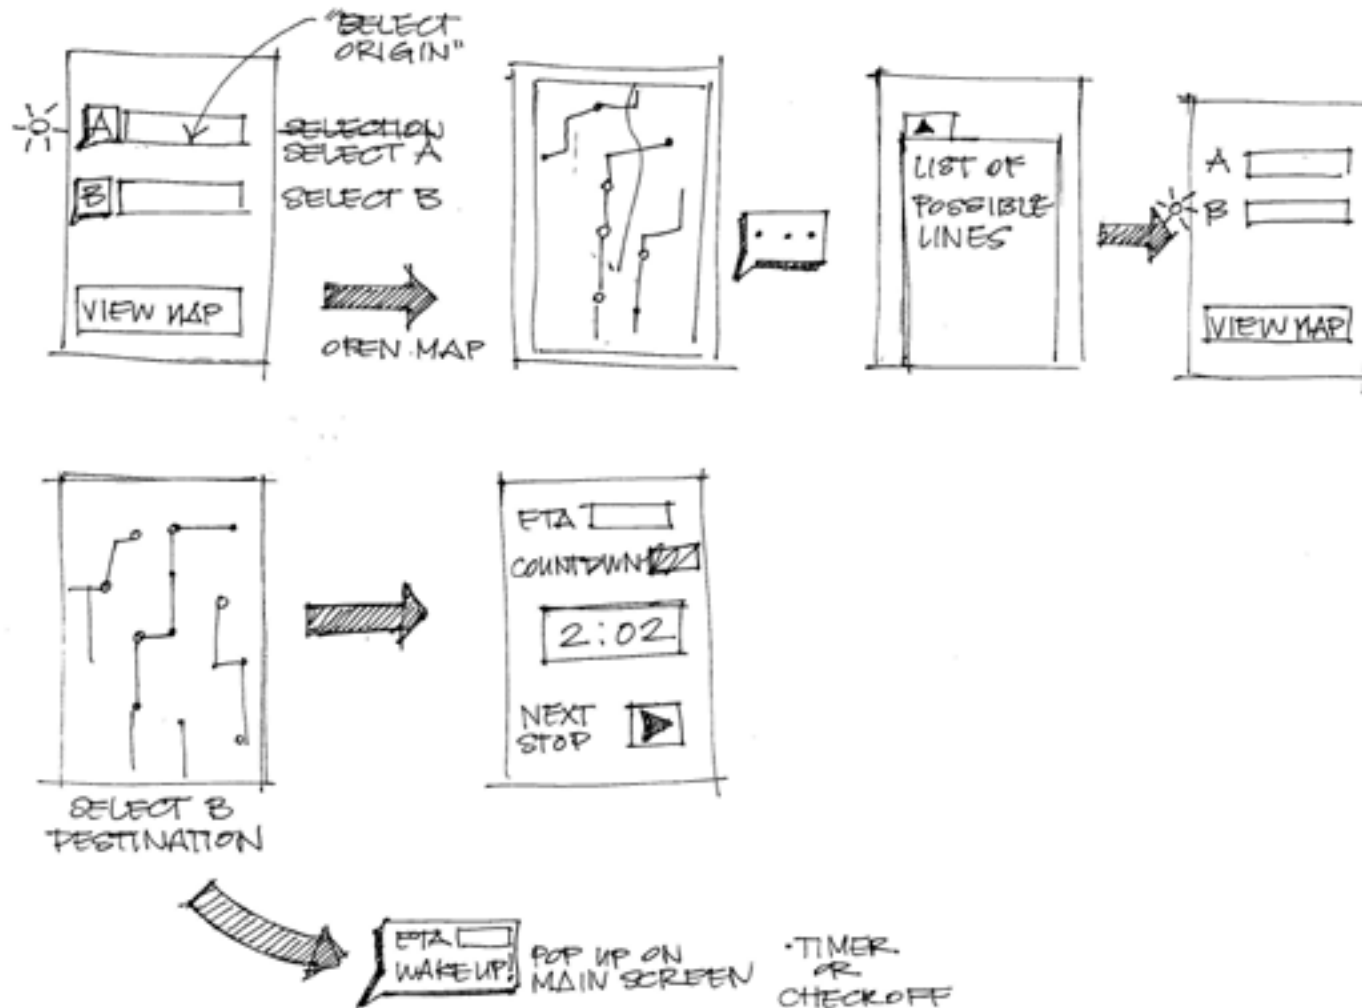 "SELECT
ORIGIN"
A
SELECTION
SELECT A
B
SELECT B
VIEW MAP
OPEN MAP
. . .
LIST OF
POSSIBLE
LINES
A
B
VIEW MAP
SELECT B
DESTINATION
ETA
COUNTDWN
2:02
NEXT
STOP
ETA
WAKE UP!
POP UP ON
MAIN SCREEN
• TIMER
OR
CHECKOFF